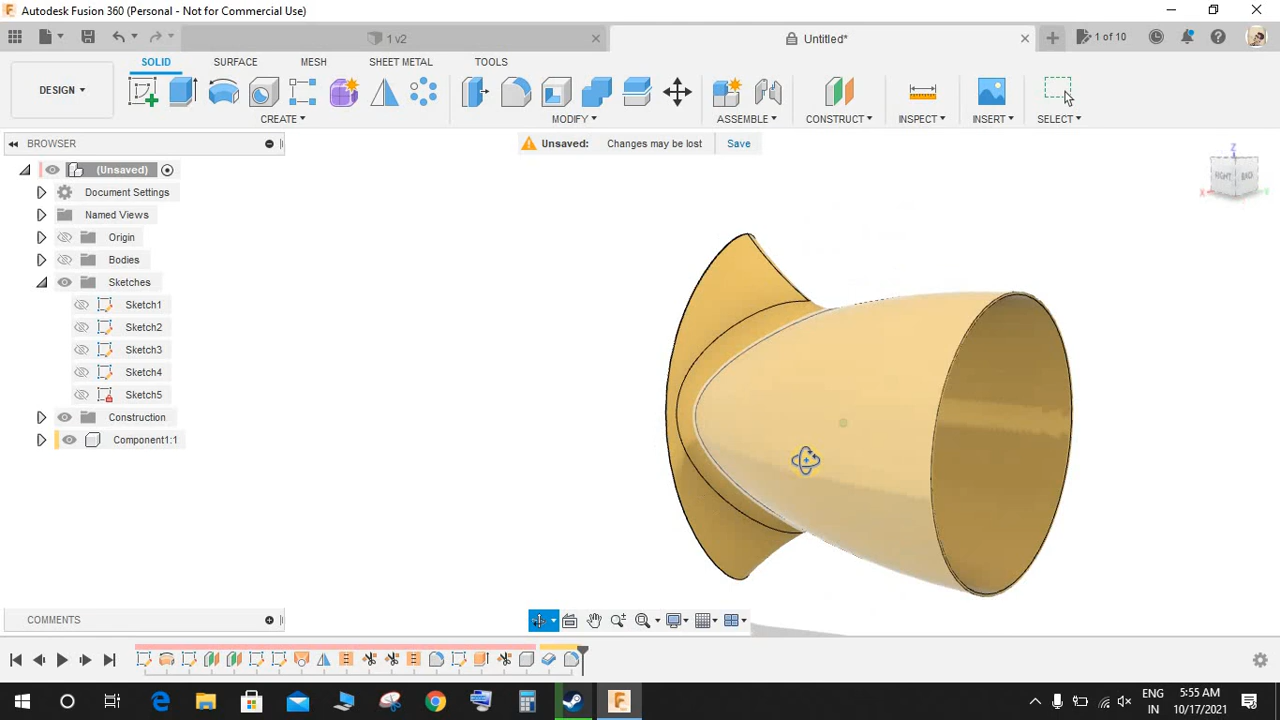 Autodesk Fusion 360 (Personal - Not for Commercial Use)
1 v2
Untitled*
1 of 10
DESIGN
SOLID SURFACE MESH SHEET METAL TOOLS
CREATE MODIFY ASSEMBLE CONSTRUCT INSPECT INSERT SELECT
BROWSER
Unsaved: Changes may be lost Save
(Unsaved)
Document Settings
Named Views
Origin
Bodies
Sketches
Sketch1
Sketch2
Sketch3
Sketch4
Sketch5
Construction
Component1:1
Z
RIGHT BACK
X
COMMENTS
ENG
IN
5:55 AM
10/17/2021